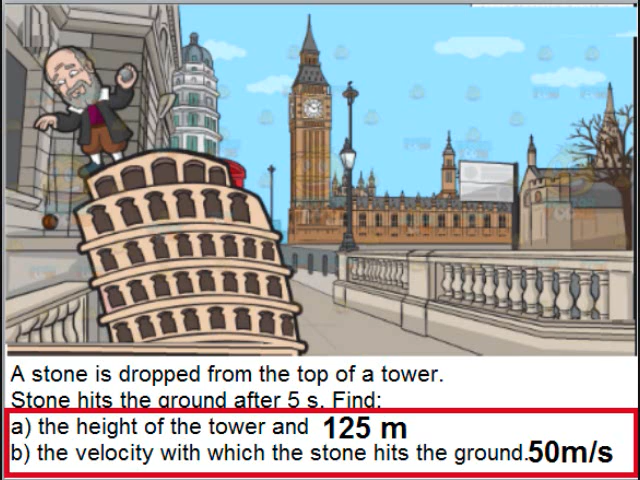 A stone is dropped from the top of a tower.
Stone hits the ground after 5 s. Find:
a) the height of the tower and 125 m
b) the velocity with which the stone hits the ground.50m/s